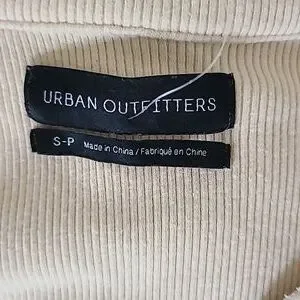 URBAN OUTFITTERS
S-P Made in China / Fabriqué en Chine